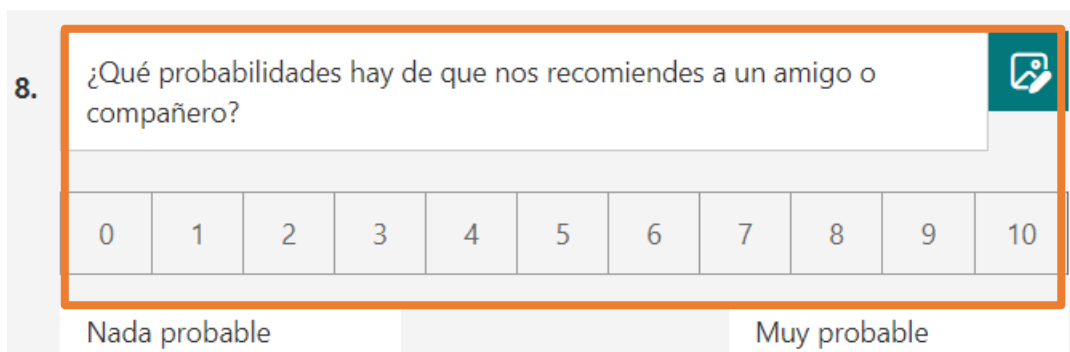 8.
¿Qué probabilidades hay de que nos recomiendes a un amigo o
compañero?
0 1 2 3 4 5 6 7 8 9 10
Nada probable Muy probable